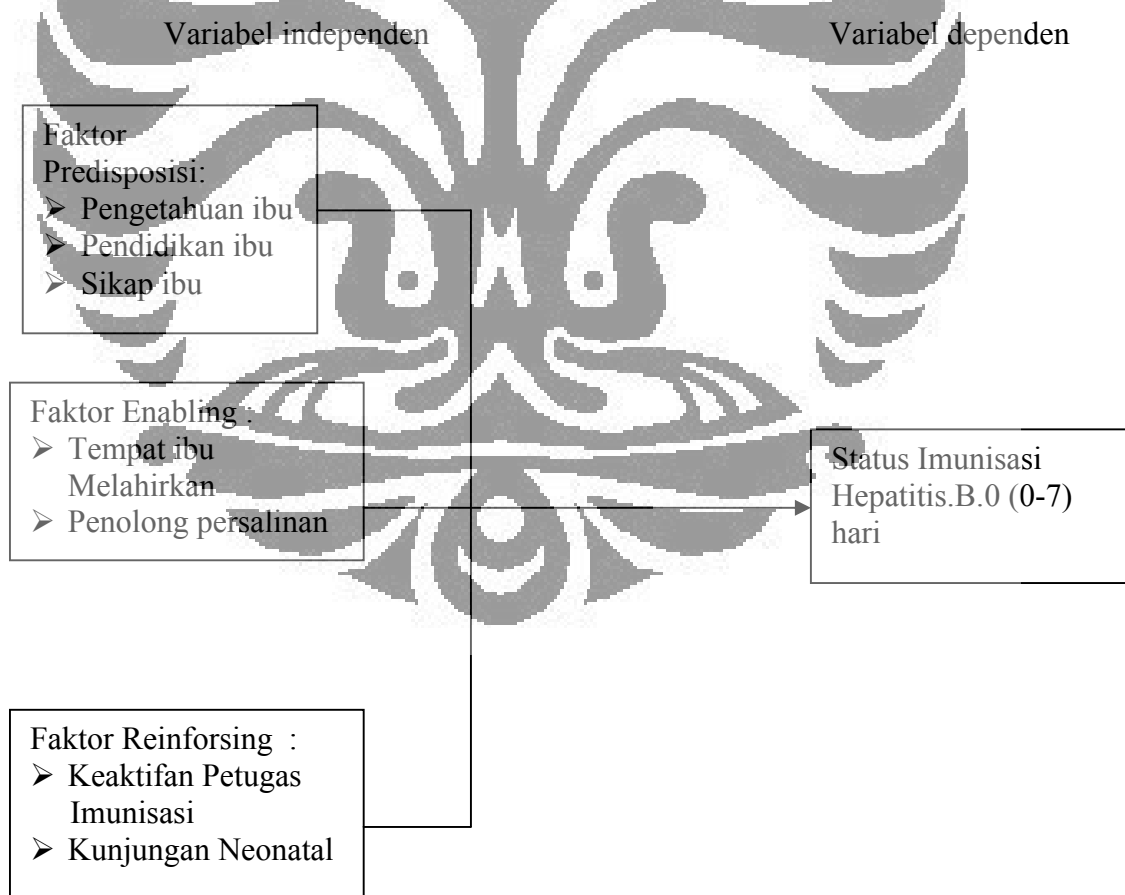 Variabel independen
Variabel dependen
Faktor
Predisposisi:
➢ Pengetahuan ibu
➢ Pendidikan ibu
➢ Sikap ibu
Faktor Enabling :
➢ Tempat ibu
Melahirkan
➢ Penolong persalinan
Status Imunisasi
Hepatitis.B.0 (0-7)
hari
Faktor Reinforsing :
➢ Keaktifan Petugas
Imunisasi
➢ Kunjungan Neonatal